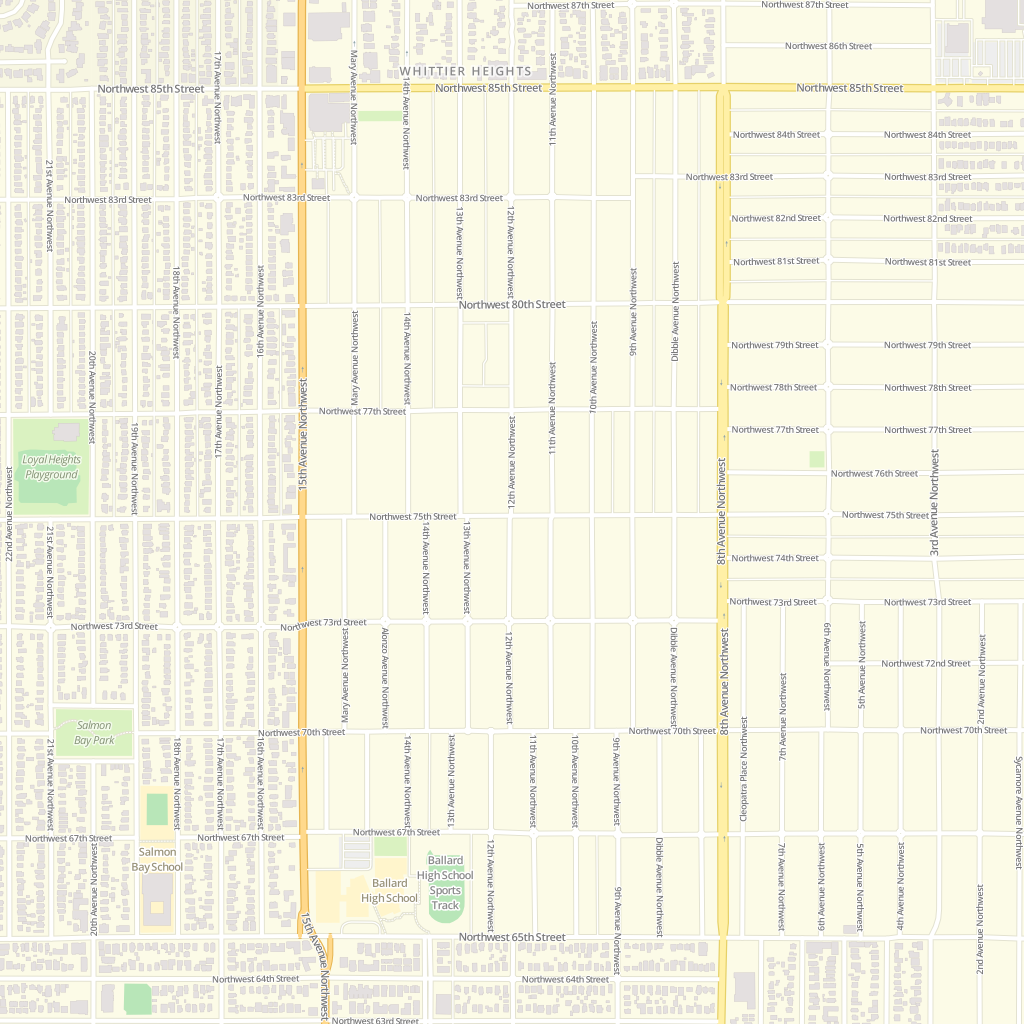 Northwest 87th Street
Northwest 87th Street
Northwest 86th Street
WHITTIER HEIGHTS
Northwest 85th Street
Northwest 85th Street
Northwest 85th Street
17th Avenue Northwest
Mary Avenue Northwest
14th Avenue Northwest
11th Avenue Northwest
Northwest 84th Street
Northwest 84th Street
Northwest 83rd Street
Northwest 83rd Street
Northwest 83rd Street
Northwest 83rd Street
Northwest 83rd Street
21st Avenue Northwest
13th Avenue Northwest
12th Avenue Northwest
Northwest 82nd Street
Northwest 82nd Street
Northwest 81st Street
Northwest 81st Street
18th Avenue Northwest
16th Avenue Northwest
9th Avenue Northwest
Dibble Avenue Northwest
Northwest 80th Street
Mary Avenue Northwest
14th Avenue Northwest
10th Avenue Northwest
Northwest 79th Street
Northwest 79th Street
20th Avenue Northwest
17th Avenue Northwest
15th Avenue Northwest
11th Avenue Northwest
Northwest 78th Street
Northwest 78th Street
Northwest 77th Street
Northwest 77th Street
Northwest 77th Street
19th Avenue Northwest
12th Avenue Northwest
Loyal Heights
Playground
22nd Avenue Northwest
8th Avenue Northwest
3rd Avenue Northwest
Northwest 76th Street
Northwest 75th Street
Northwest 75th Street
21st Avenue Northwest
14th Avenue Northwest
13th Avenue Northwest
Northwest 74th Street
Northwest 74th Street
Northwest 73rd Street
Northwest 73rd Street
Northwest 73rd Street
Northwest 73rd Street
Mary Avenue Northwest
Alonzo Avenue Northwest
12th Avenue Northwest
Dibble Avenue Northwest
8th Avenue Northwest
6th Avenue Northwest
5th Avenue Northwest
2nd Avenue Northwest
Northwest 72nd Street
7th Avenue Northwest
Salmon
Bay Park
Northwest 70th Street
Northwest 70th Street
Northwest 70th Street
21st Avenue Northwest
18th Avenue Northwest
17th Avenue Northwest
16th Avenue Northwest
14th Avenue Northwest
13th Avenue Northwest
11th Avenue Northwest
10th Avenue Northwest
9th Avenue Northwest
Cleopatra Place Northwest
Sycamore Avenue Northwest
Northwest 67th Street
Northwest 67th Street
Northwest 67th Street
Salmon
Bay School
20th Avenue Northwest
Ballard
High School
Sports
Track
Ballard
High School
12th Avenue Northwest
Dibble Avenue Northwest
7th Avenue Northwest
6th Avenue Northwest
5th Avenue Northwest
4th Avenue Northwest
9th Avenue Northwest
2nd Avenue Northwest
15th Avenue Northwest
Northwest 65th Street
Northwest 64th Street
Northwest 64th Street
Northwest 63rd Street